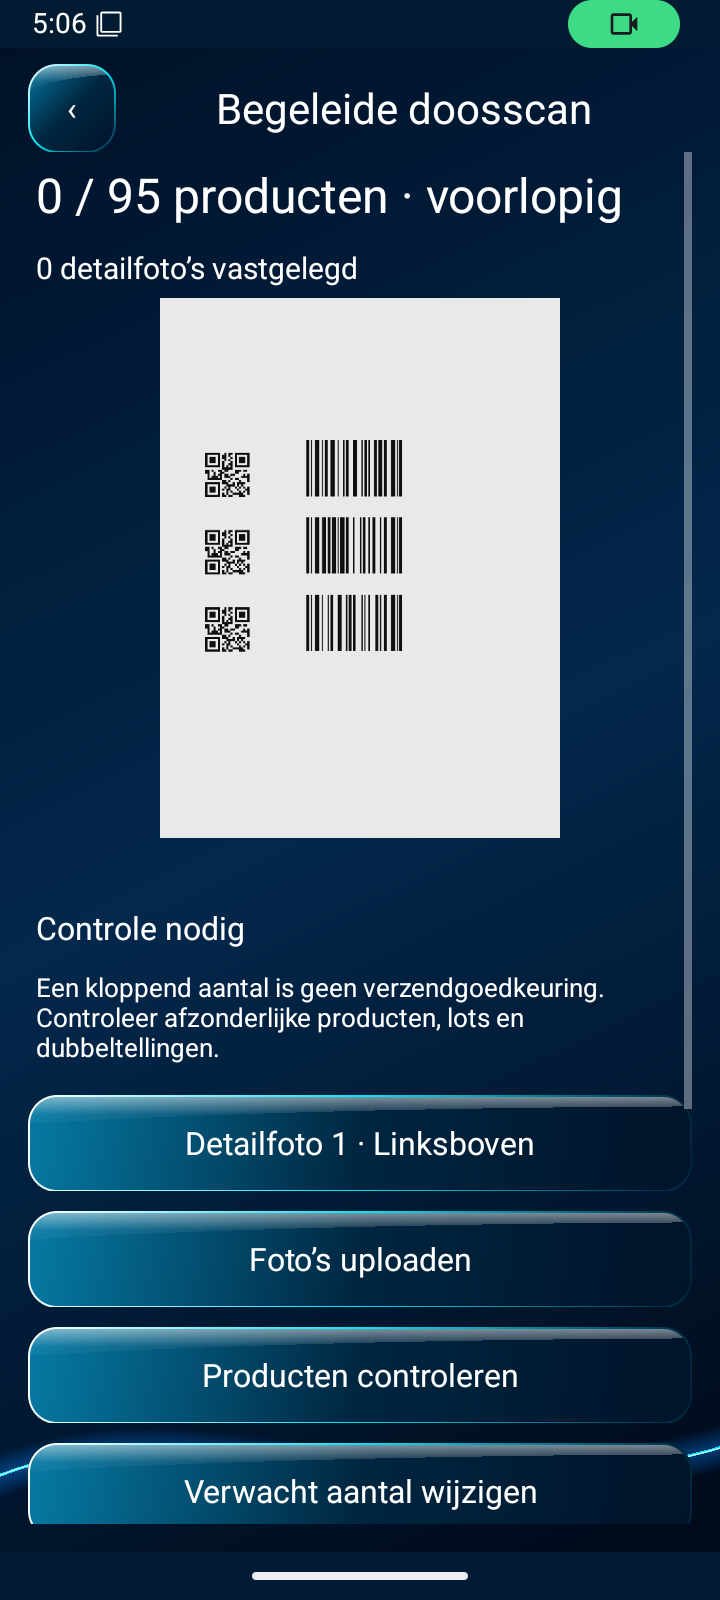 5:06
‹
Begeleide doosscan
0 / 95 producten · voorlopig
0 detailfoto’s vastgelegd
Controle nodig
Een kloppend aantal is geen verzendgoedkeuring.
Controleer afzonderlijke producten, lots en
dubbeltellingen.
Detailfoto 1 · Linksboven
Foto’s uploaden
Producten controleren
Verwacht aantal wijzigen